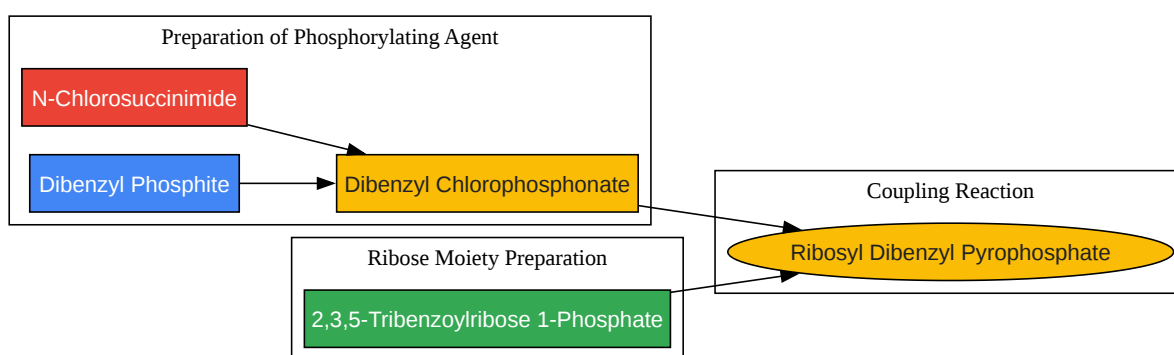 Preparation of Phosphorylating Agent
N-Chlorosuccinimide
Dibenzyl Phosphite
Dibenzyl Chlorophosphonate
Coupling Reaction
Ribosyl Dibenzyl Pyrophosphate
Ribose Moiety Preparation
2,3,5-Tribenzoylribose 1-Phosphate